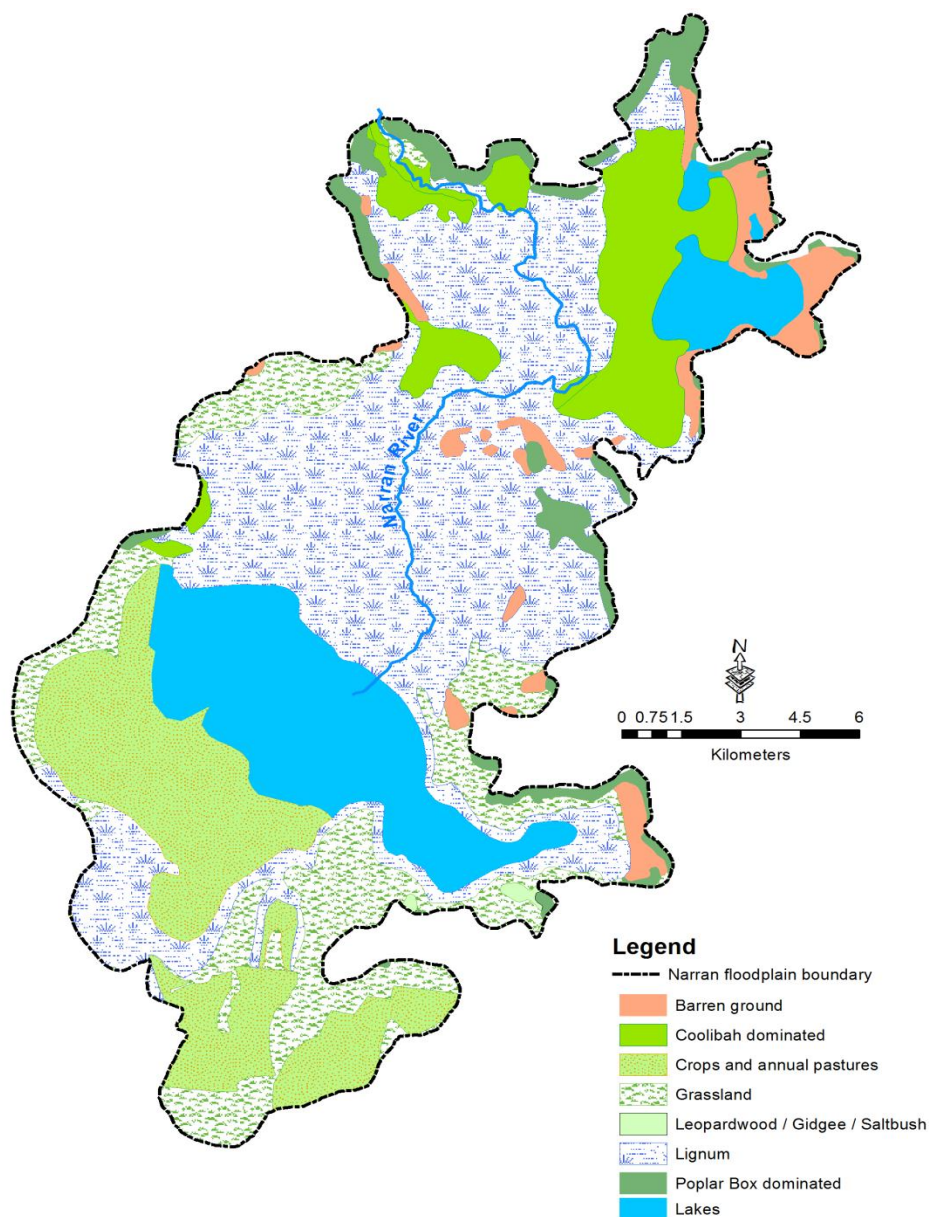 Narran River
N
0 0.75 1.5 3 4.5 6
Kilometers
Legend
Narran floodplain boundary
Barren ground
Coolibah dominated
Crops and annual pastures
Grassland
Leopardwood / Gidgee / Saltbush
Lignum
Poplar Box dominated
Lakes